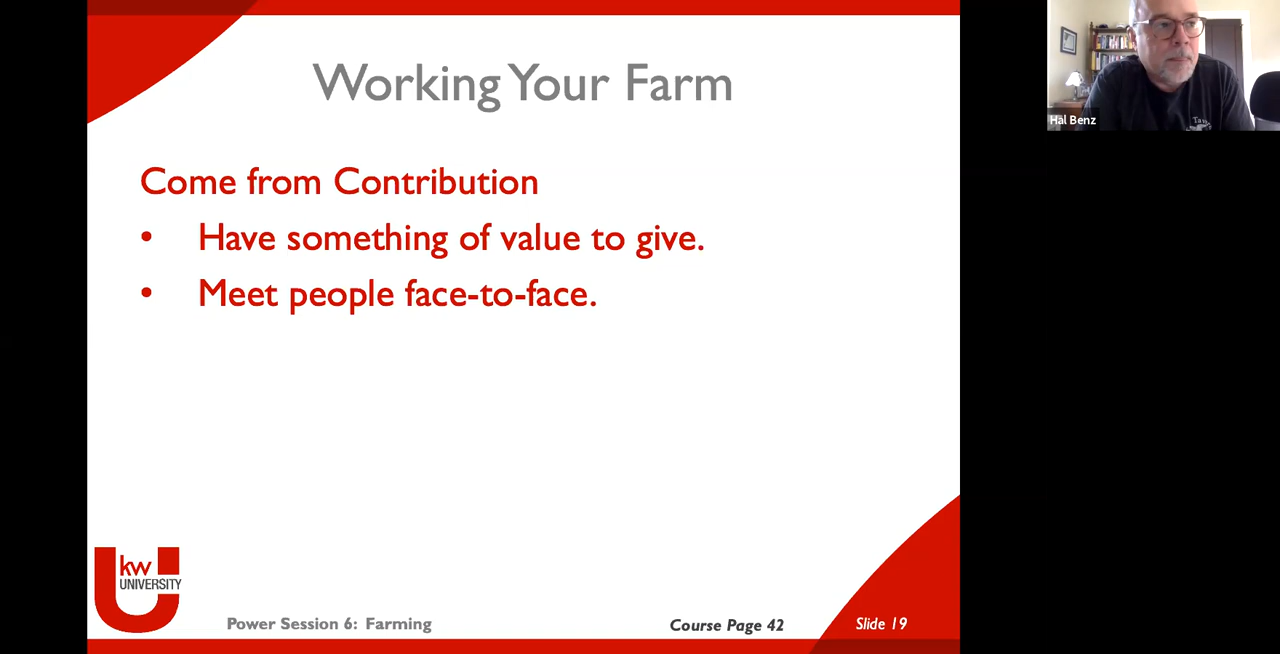 Working Your Farm
Hal Benz
Come from Contribution
• Have something of value to give.
• Meet people face-to-face.
kw
UNIVERSITY
Power Session 6: Farming
Course Page 42
Slide 19